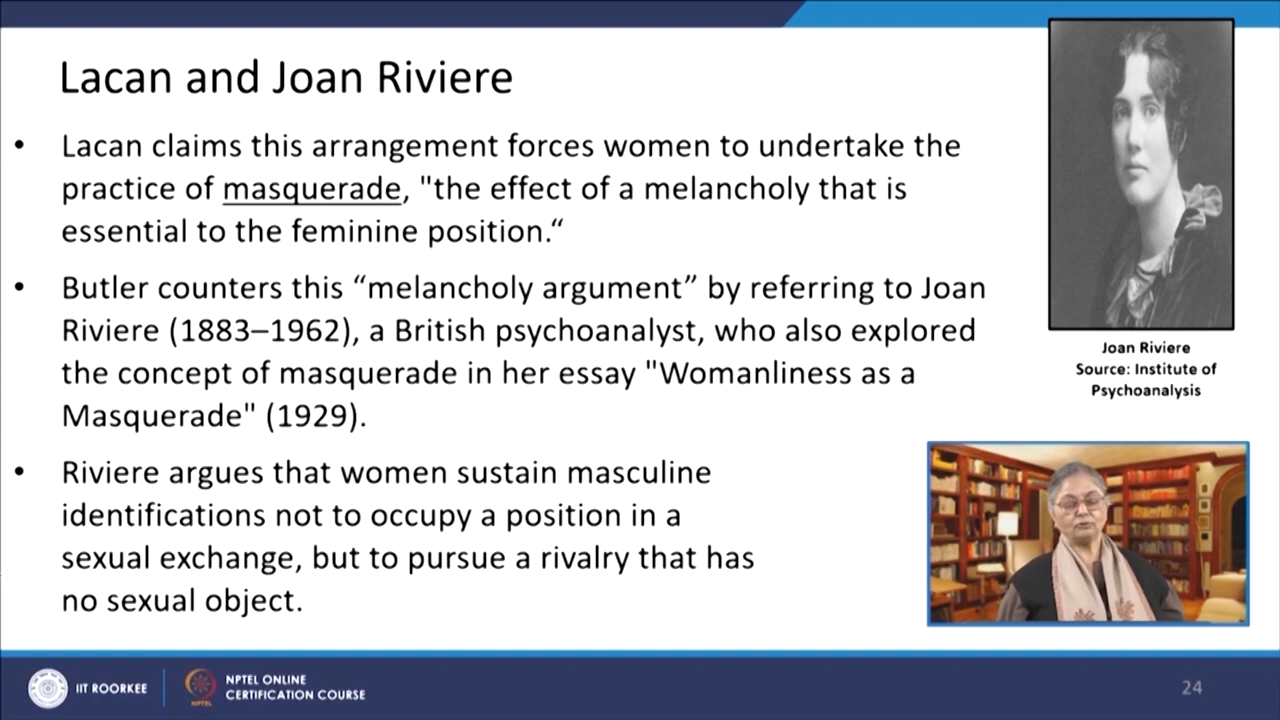 Lacan and Joan Riviere
• Lacan claims this arrangement forces women to undertake the
practice of masquerade, "the effect of a melancholy that is
essential to the feminine position.“
• Butler counters this “melancholy argument” by referring to Joan
Riviere (1883–1962), a British psychoanalyst, who also explored
the concept of masquerade in her essay "Womanliness as a
Masquerade" (1929).
• Riviere argues that women sustain masculine
identifications not to occupy a position in a
sexual exchange, but to pursue a rivalry that has
no sexual object.
Joan Riviere
Source: Institute of
Psychoanalysis
IIT ROORKEE
NPTEL
NPTEL ONLINE
CERTIFICATION COURSE
24